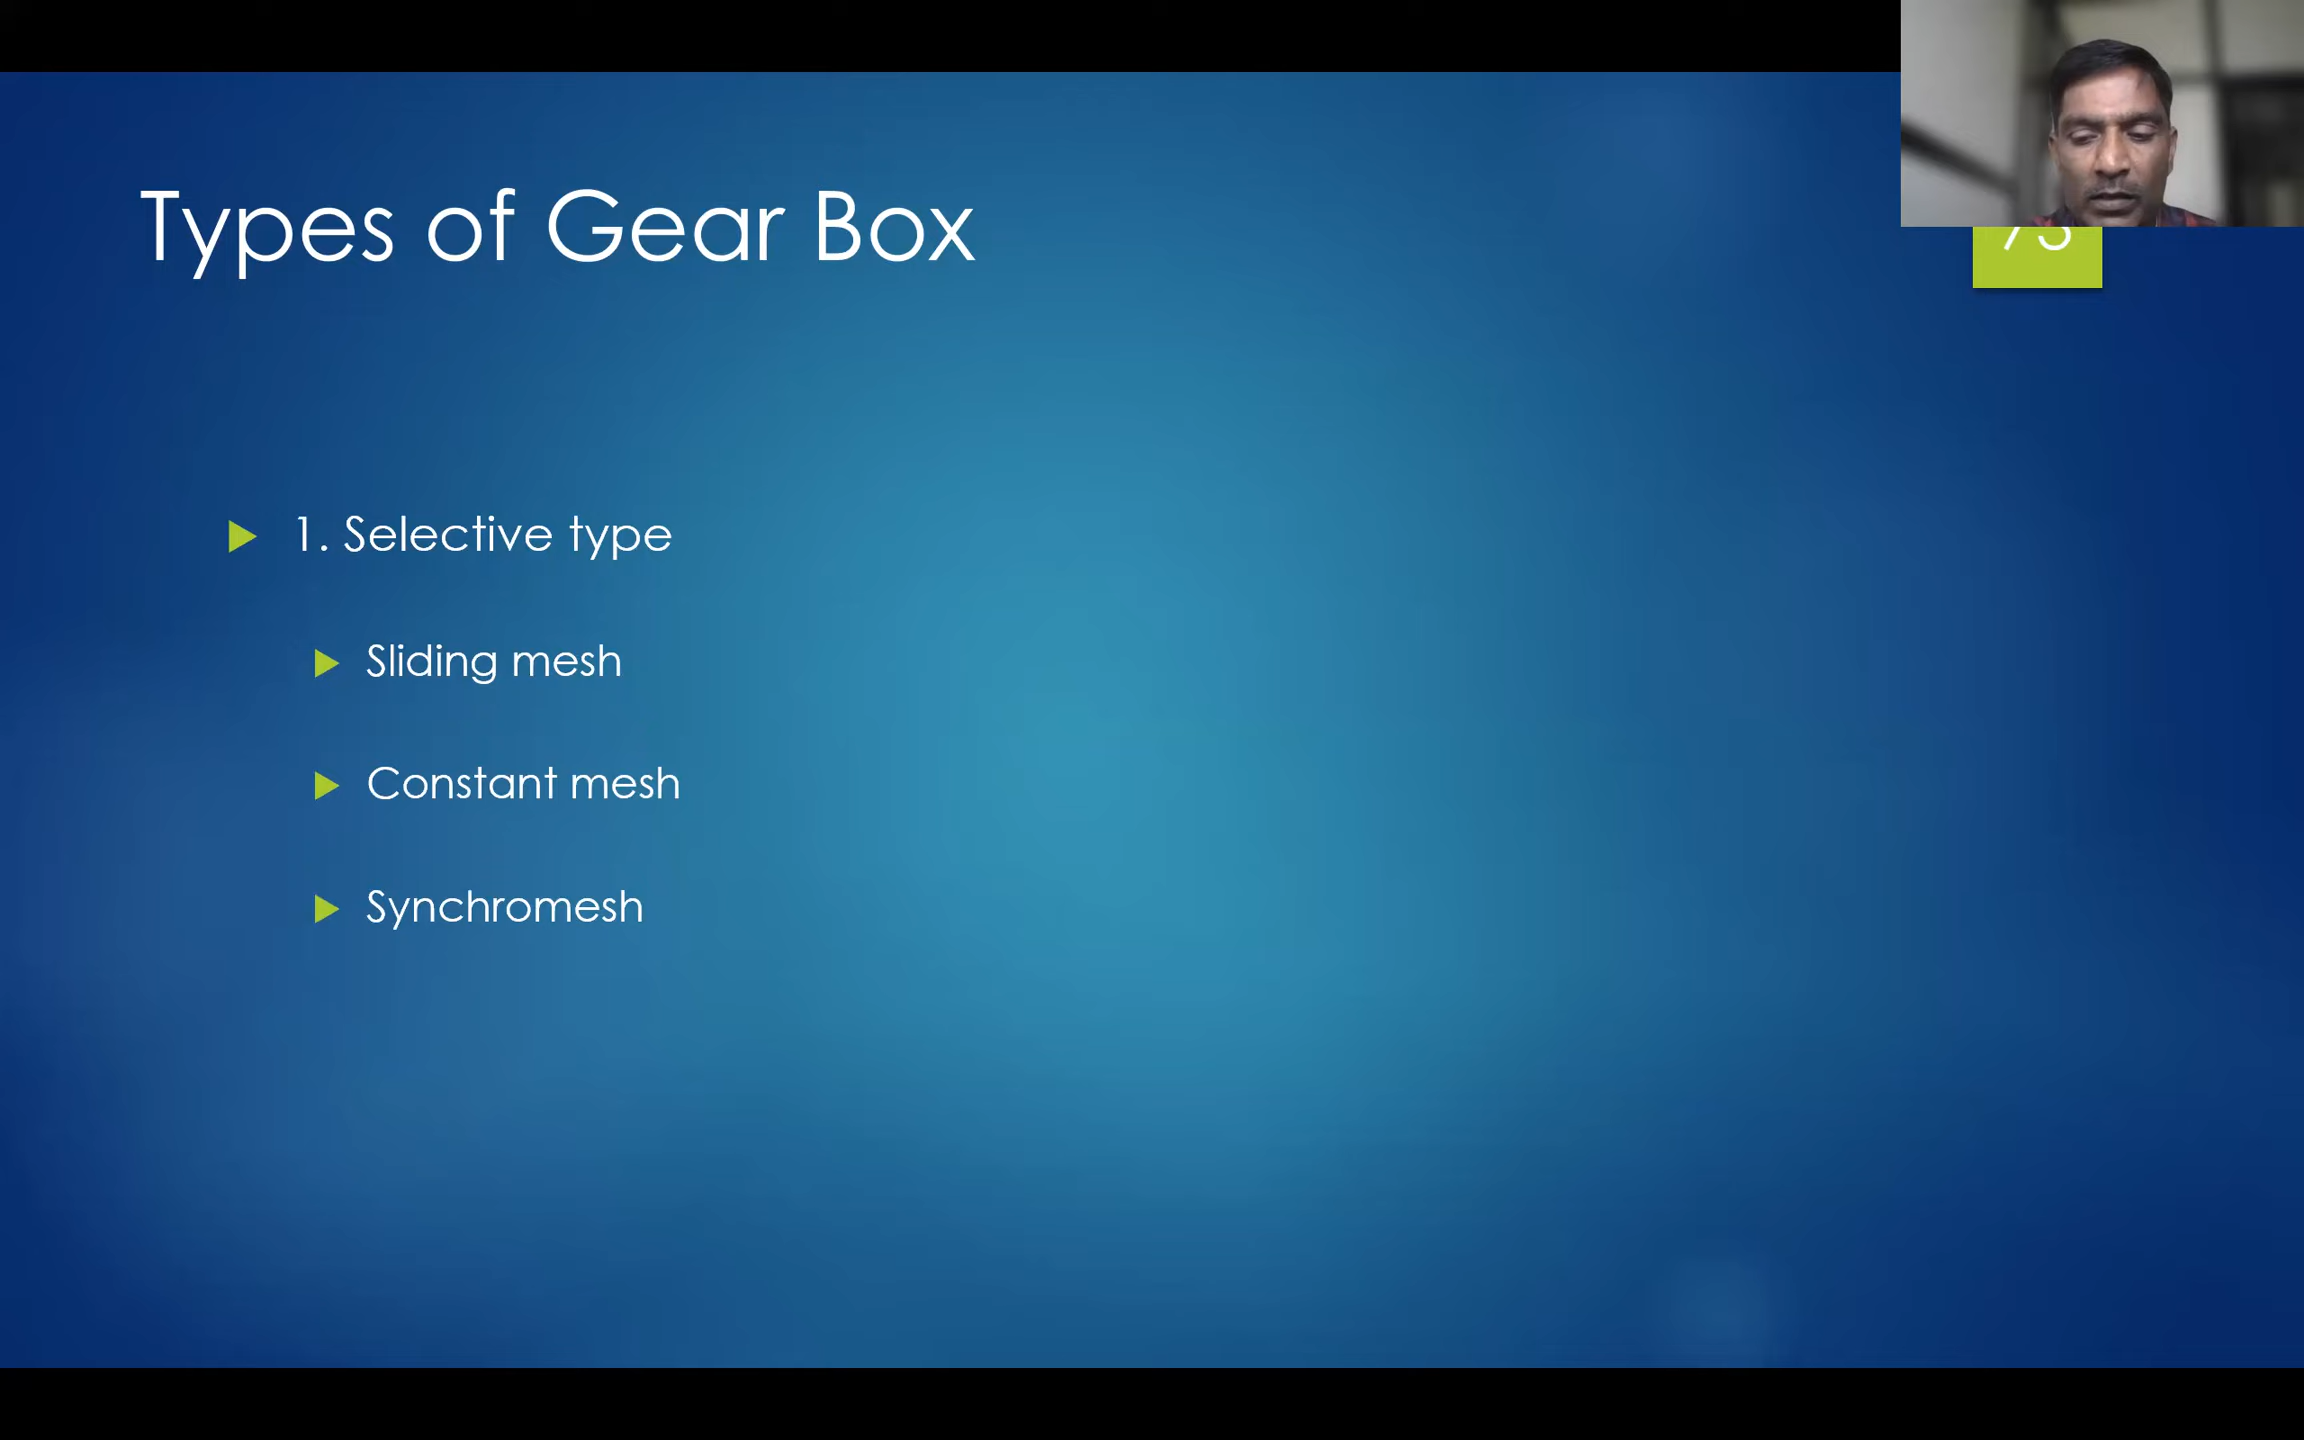 Types of Gear Box
1. Selective type
Sliding mesh
Constant mesh
Synchromesh